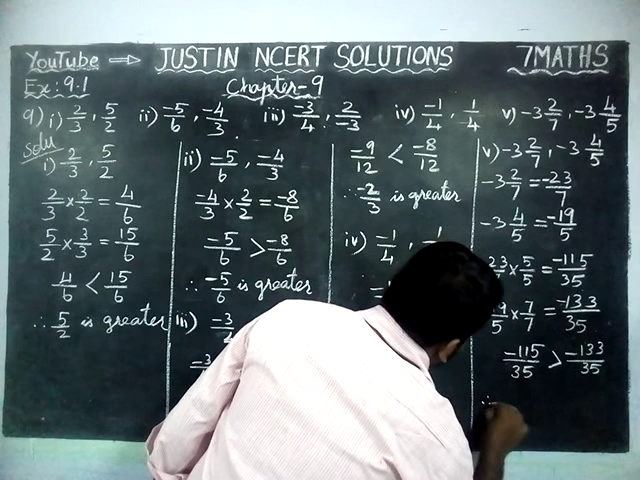 YouTube ⇒ JUSTIN NCERT SOLUTIONS 7MATHS
Ex: 9.1 Chapter-9
9) i) 2/3, 5/2 ii) -5/6, -4/3 iii) -3/4, 2/-3 iv) -1/4, 1/4 v) -3 2/7, -3 4/5
Solu
i) 2/3, 5/2
2/3 × 2/2 = 4/6
5/2 × 3/3 = 15/6
4/6 < 15/6
∴ 5/2 is greater
ii) -5/6, -4/3
-4/3 × 2/2 = -8/6
-5/6 > -8/6
∴ -5/6 is greater
iii) -3/4
-3
-9/12 < -8/12
∴ -2/3 is greater
iv) -1/4, 1
v) -3 2/7, -3 4/5
-3 2/7 = -23/7
-3 4/5 = -19/5
23 × 5/5 = -115/35
9/5 × 7/7 = -133/35
-115/35 > -133/35
∴